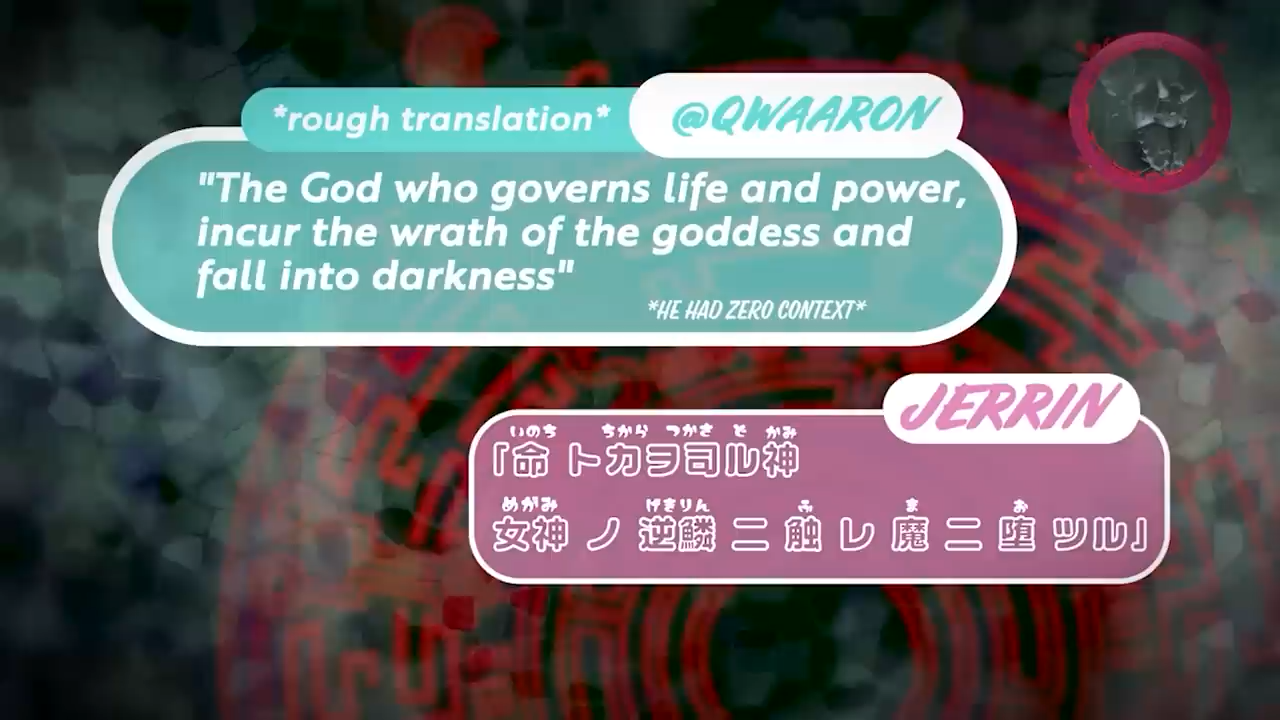 *rough translation*
@QWAARON
"The God who governs life and power,
incur the wrath of the goddess and
fall into darkness"
*HE HAD ZERO CONTEXT*
JERRIN
いのち ちから つかさ ど かみ
「命 ト力ヲ司ル神
めがみ げきりん ふ ま お
女神 ノ 逆鱗 ニ 触 レ 魔 ニ 堕 ツル」